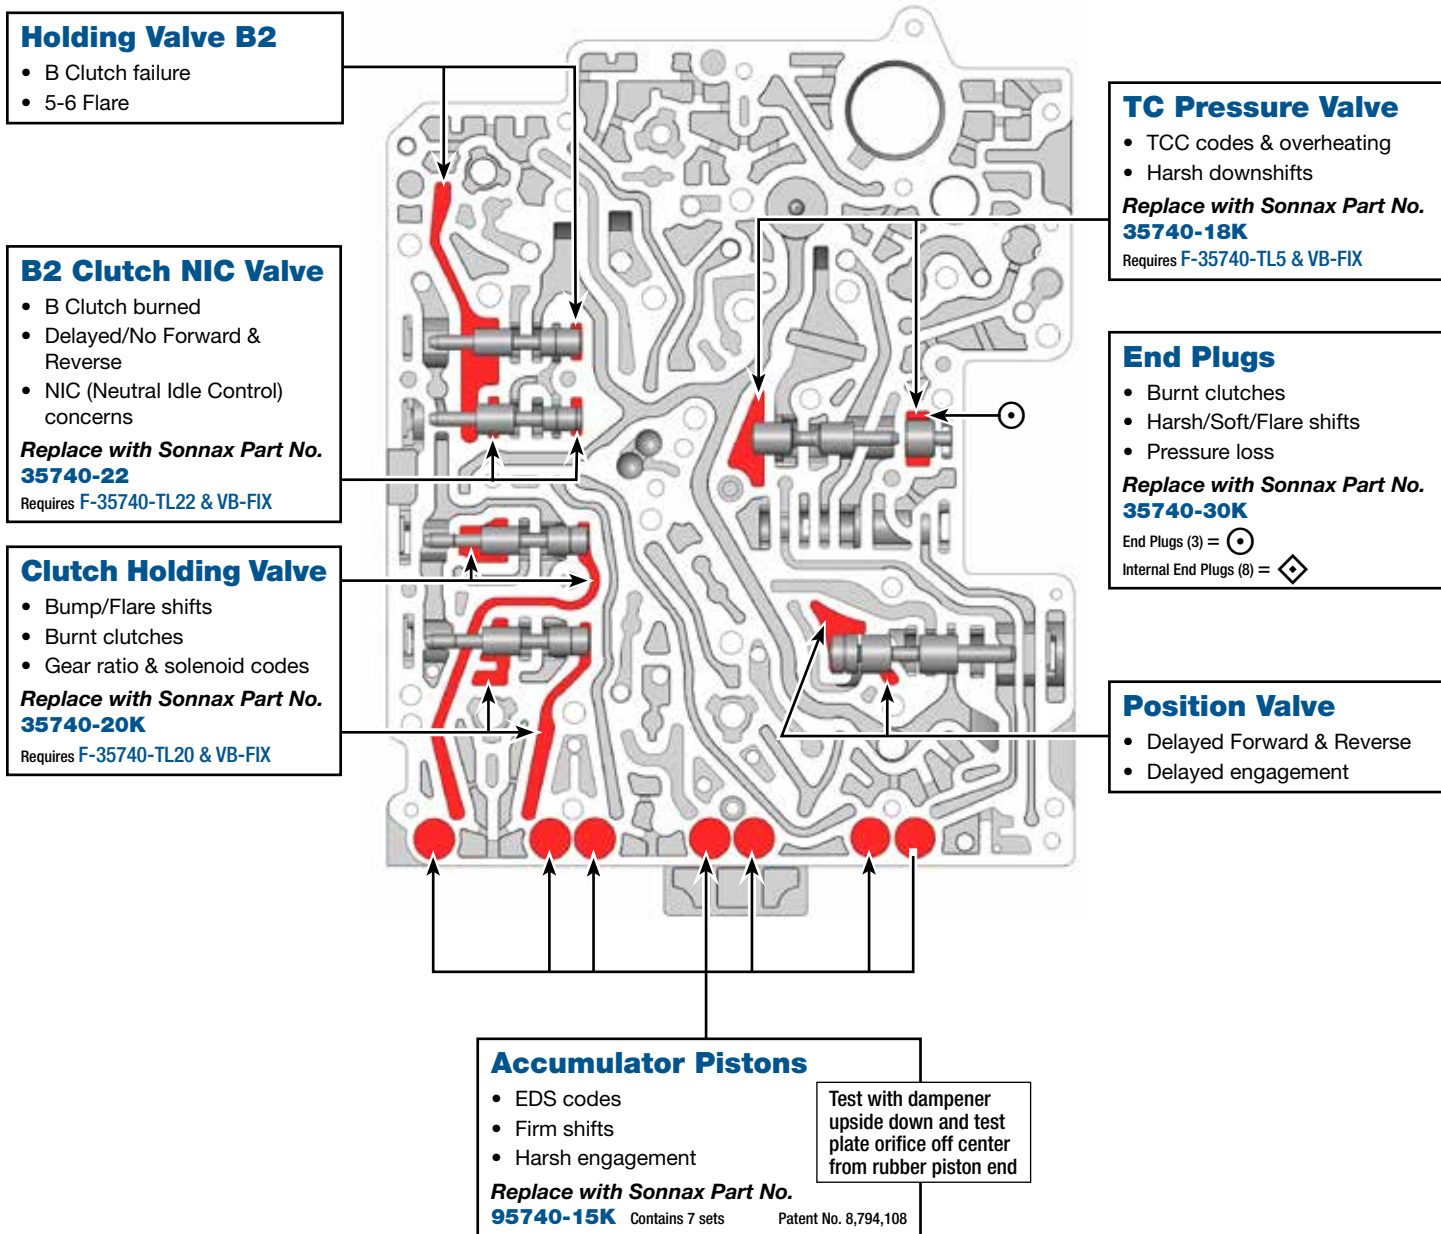 Holding Valve B2
• B Clutch failure
• 5-6 Flare
B2 Clutch NIC Valve
• B Clutch burned
• Delayed/No Forward &
Reverse
• NIC (Neutral Idle Control)
concerns
Replace with Sonnax Part No.
35740-22
Requires F-35740-TL22 & VB-FIX
Clutch Holding Valve
• Bump/Flare shifts
• Burnt clutches
• Gear ratio & solenoid codes
Replace with Sonnax Part No.
35740-20K
Requires F-35740-TL20 & VB-FIX
TC Pressure Valve
• TCC codes & overheating
• Harsh downshifts
Replace with Sonnax Part No.
35740-18K
Requires F-35740-TL5 & VB-FIX
End Plugs
• Burnt clutches
• Harsh/Soft/Flare shifts
• Pressure loss
Replace with Sonnax Part No.
35740-30K
End Plugs (3) =
Internal End Plugs (8) =
Position Valve
• Delayed Forward & Reverse
• Delayed engagement
Accumulator Pistons
• EDS codes
• Firm shifts
• Harsh engagement
Replace with Sonnax Part No.
95740-15K Contains 7 sets Patent No. 8,794,108
Test with dampener
upside down and test
plate orifice off center
from rubber piston end